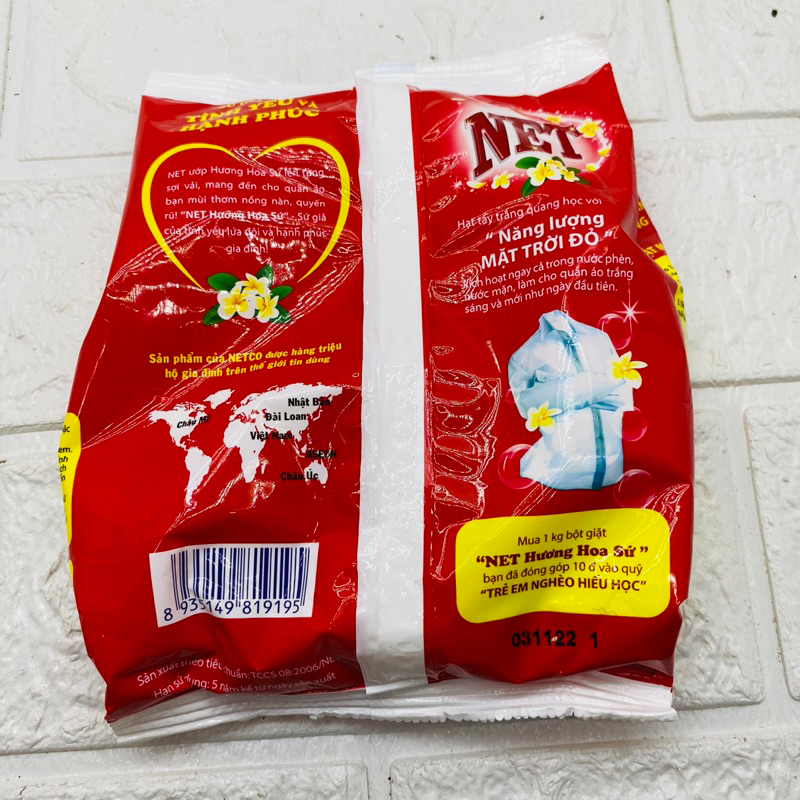 TÌNH YÊU VÀ
HẠNH PHÚC
NET ướp Hương Hoa Sứ lên từng
sợi vải, mang đến cho quần áo
bạn mùi thơm nồng nàn, quyến
rũ! “NET Hương Hoa Sứ” - Sứ giả
của tình yêu lứa đôi và hạnh phúc
gia đình!
Sản phẩm của NETCO được hàng triệu
hộ gia đình trên thế giới tin dùng
Nhật Bản
Châu Mỹ
Đài Loan
Việt Nam
ASEAN
Châu Úc
8 935149 819195
Sản xuất theo tiêu chuẩn: TCCS 08:2006/NE
Hạn sử dụng: 5 năm kể từ ngày sản xuất
NET
Hạt tẩy trắng quang học với
“Năng lượng
MẶT TRỜI ĐỎ”
kích hoạt ngay cả trong nước phèn,
nước mặn, làm cho quần áo trắng
sáng và mới như ngày đầu tiên.
Mua 1 kg bột giặt
“NET Hương Hoa Sứ”
bạn đã đóng góp 10 đ vào quỹ
“TRẺ EM NGHÈO HIẾU HỌC”
031122 1